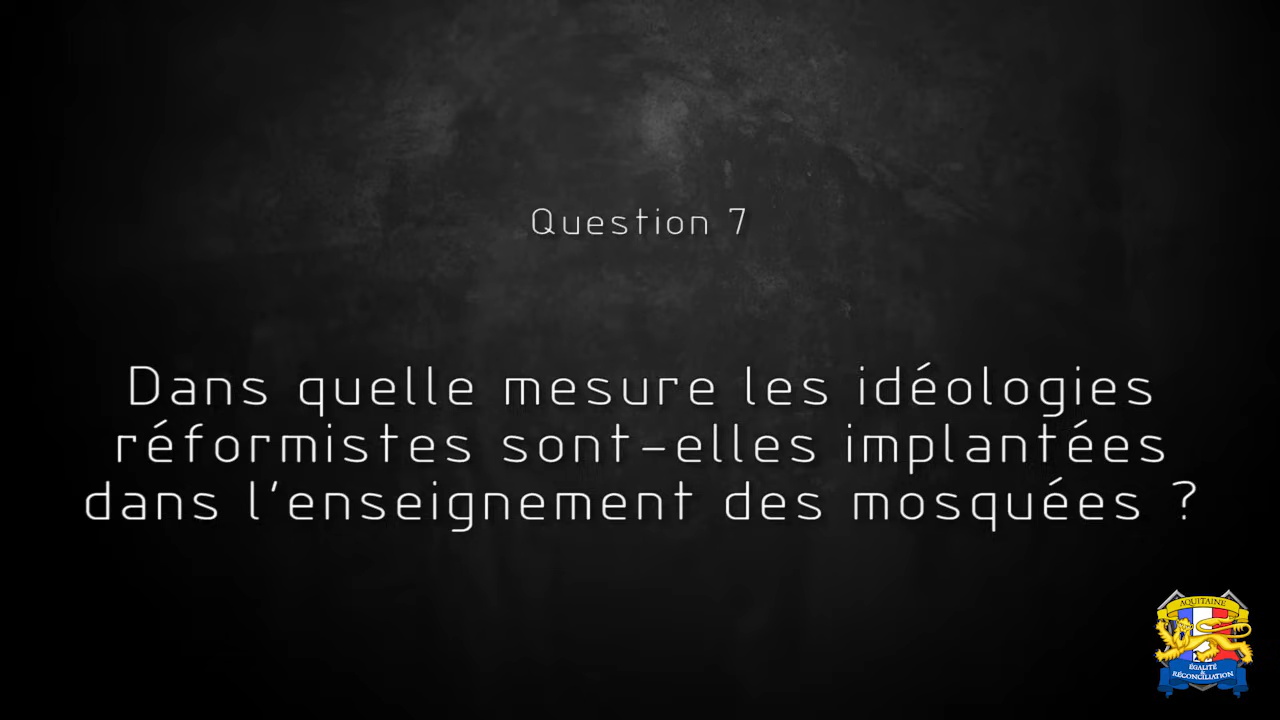 Question 7
Dans quelle mesure les idéologies
réformistes sont-elles implantées
dans l'enseignement des mosquées ?
AQUITAINE
ÉGALITÉ
&
RÉCONCILIATION